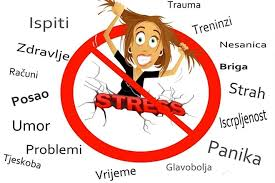 Trauma
Ispiti
Treninzi
Zdravlje
Nesanica
Računi
Briga
Posao
Strah
STRESS
Umor
Iscrpljenost
Problemi
Panika
Tjeskoba
Vrijeme
Glavobolja